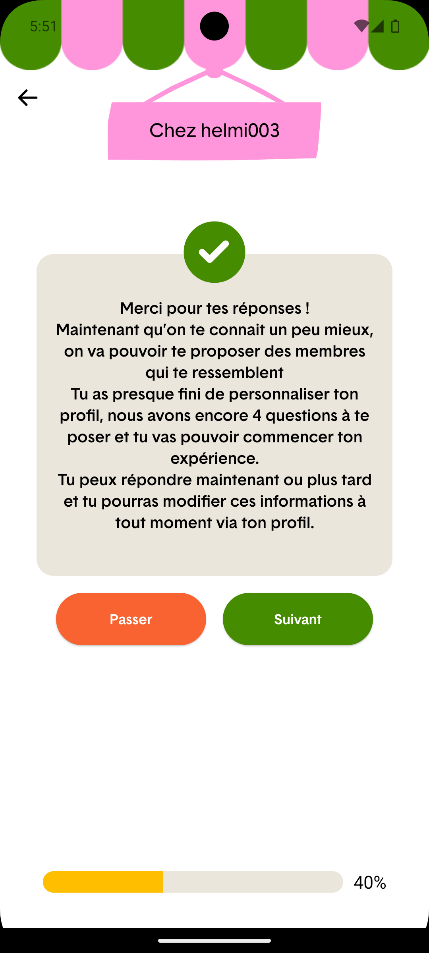 5:51
Chez helmi003
Merci pour tes réponses !
Maintenant qu'on te connait un peu mieux,
on va pouvoir te proposer des membres
qui te ressemblent
Tu as presque fini de personnaliser ton
profil, nous avons encore 4 questions à te
poser et tu vas pouvoir commencer ton
expérience.
Tu peux répondre maintenant ou plus tard
et tu pourras modifier ces informations à
tout moment via ton profil.
Passer
Suivant
40%